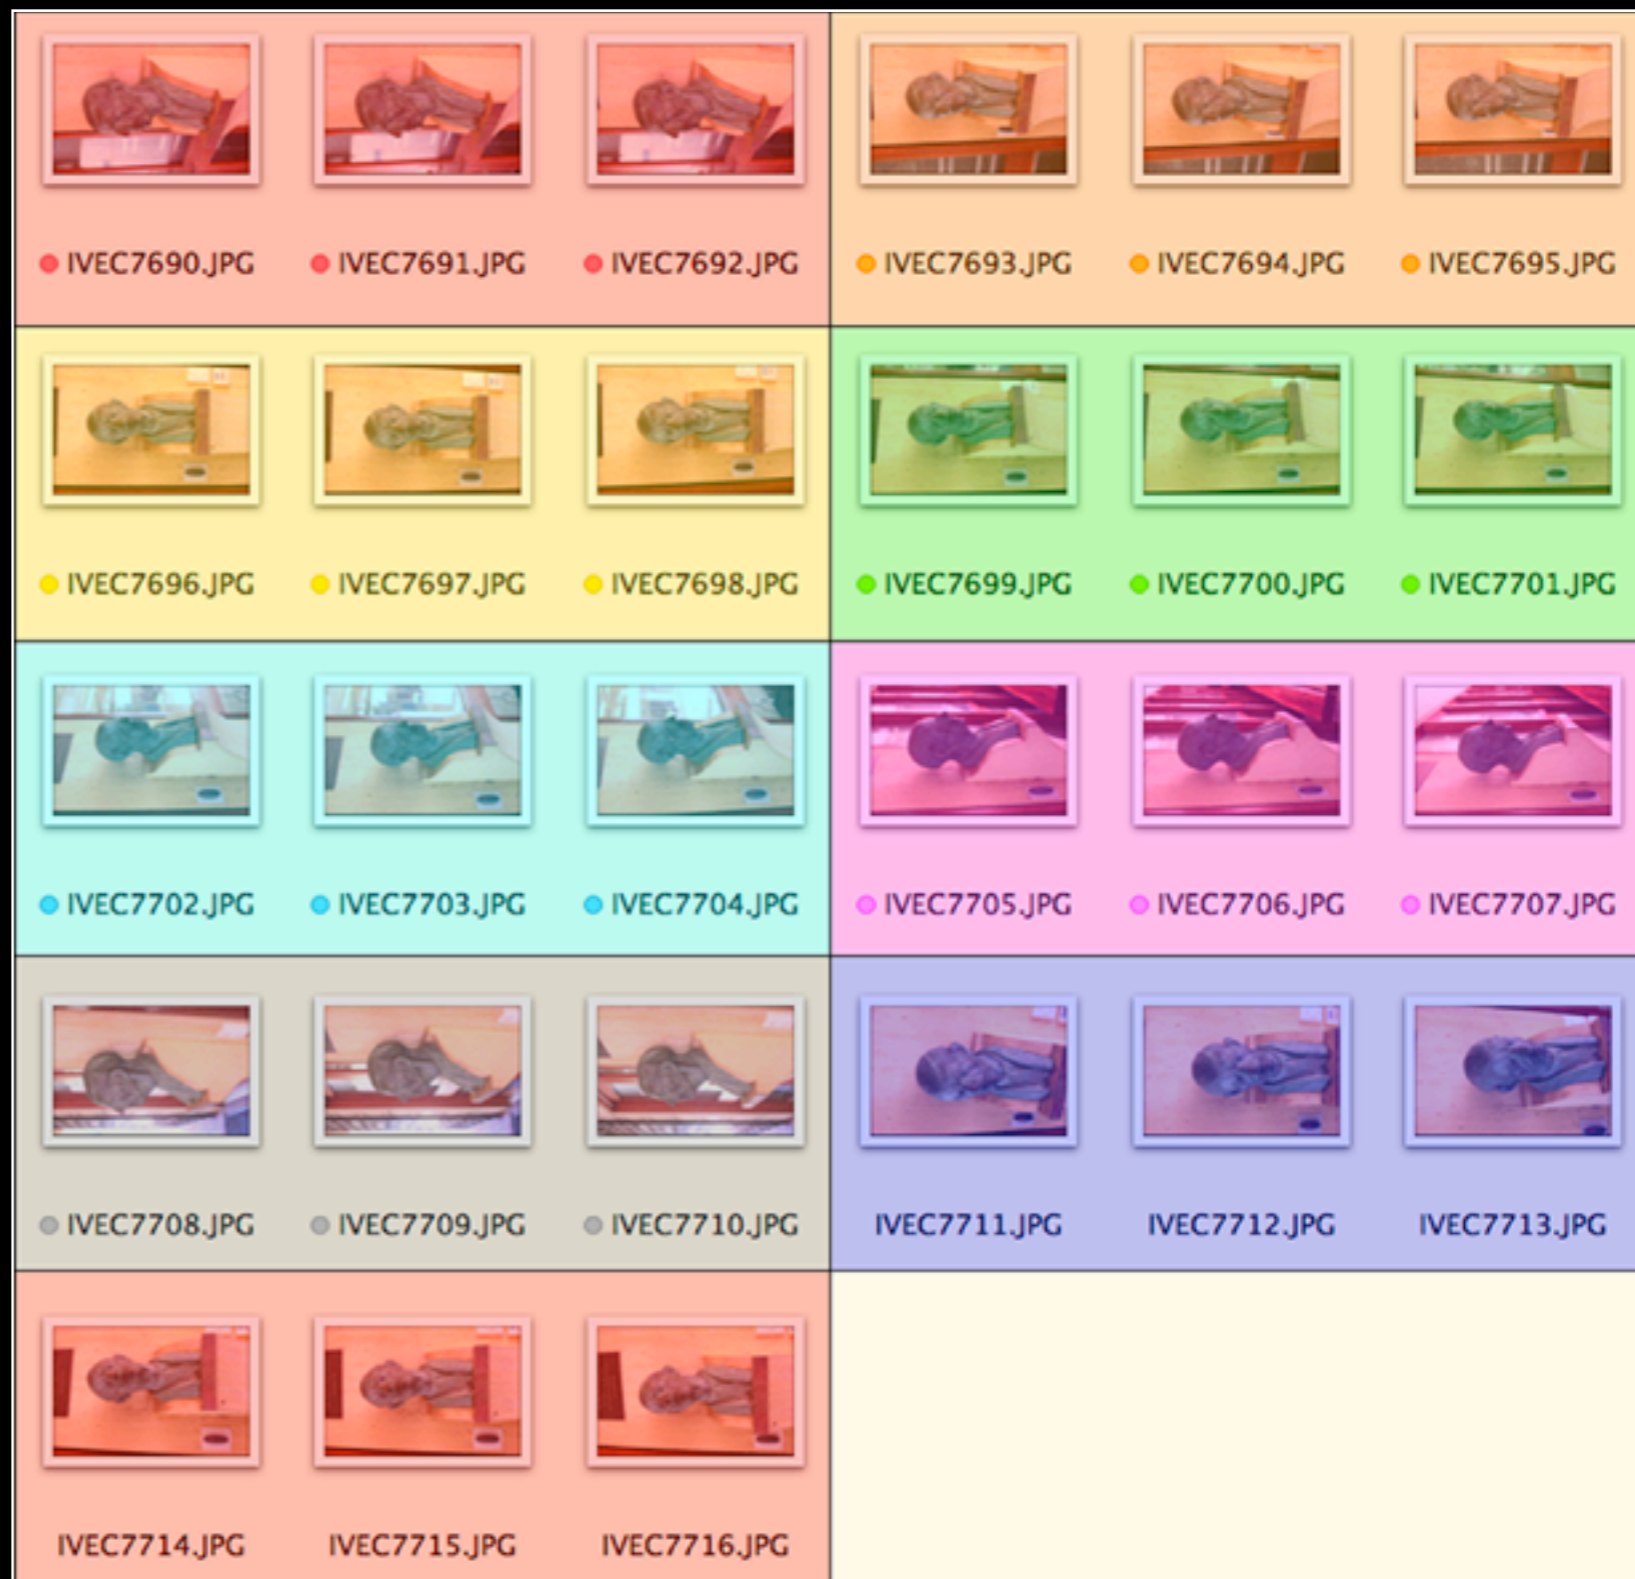 IVEC7690.JPG IVEC7691.JPG IVEC7692.JPG IVEC7693.JPG IVEC7694.JPG IVEC7695.JPG
IVEC7696.JPG IVEC7697.JPG IVEC7698.JPG IVEC7699.JPG IVEC7700.JPG IVEC7701.JPG
IVEC7702.JPG IVEC7703.JPG IVEC7704.JPG IVEC7705.JPG IVEC7706.JPG IVEC7707.JPG
IVEC7708.JPG IVEC7709.JPG IVEC7710.JPG IVEC7711.JPG IVEC7712.JPG IVEC7713.JPG
IVEC7714.JPG IVEC7715.JPG IVEC7716.JPG